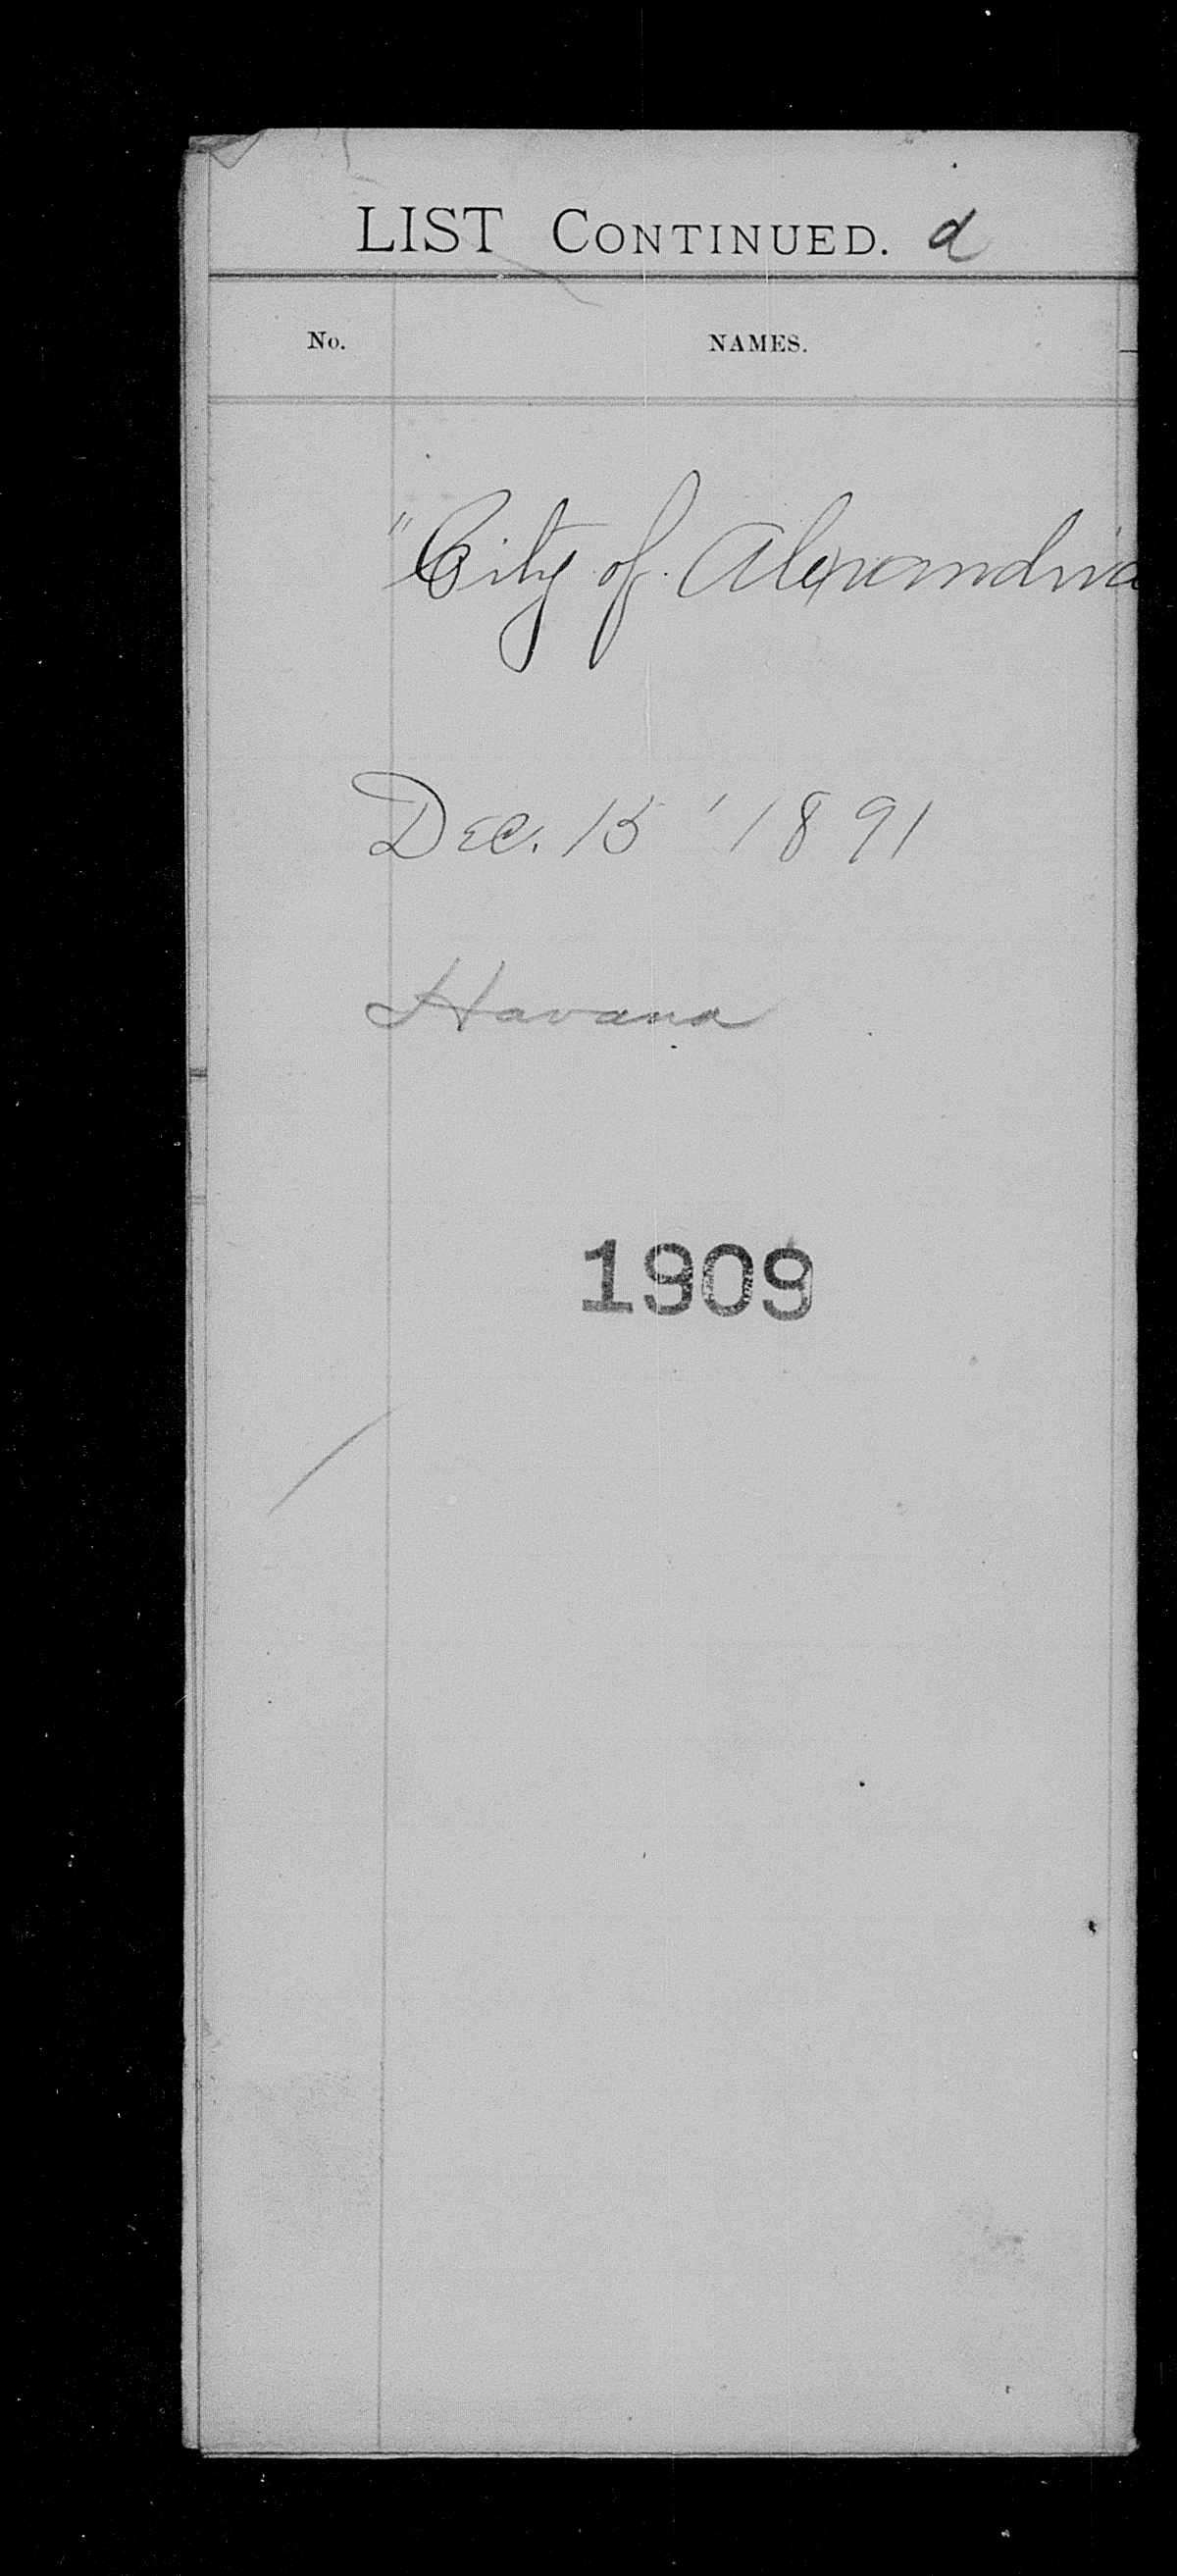 LIST CONTINUED. d
No. NAMES.
"City of Alexandria
Dec. 15 '1891
Havana
1909